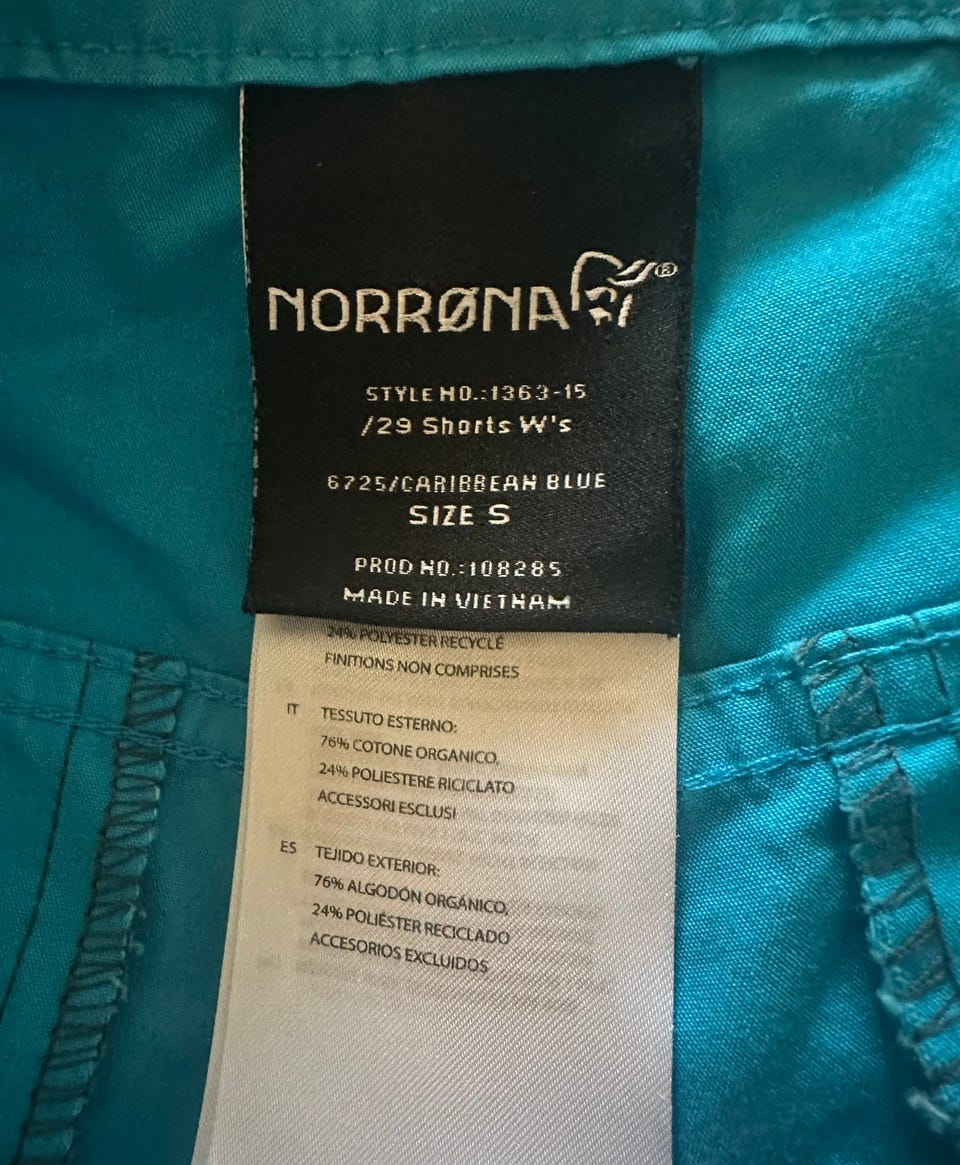 NORRØNA®
STYLE NO.:1363-15
/29 Shorts W's
6725/CARIBBEAN BLUE
SIZE S
PROD NO.:108285
MADE IN VIETNAM
24% POLYESTER RECYCLÉ
FINITIONS NON COMPRISES
IT TESSUTO ESTERNO:
76% COTONE ORGANICO,
24% POLIESTERE RICICLATO
ACCESSORI ESCLUSI
ES TEJIDO EXTERIOR:
76% ALGODÓN ORGÁNICO,
24% POLIÉSTER RECICLADO
ACCESORIOS EXCLUIDOS